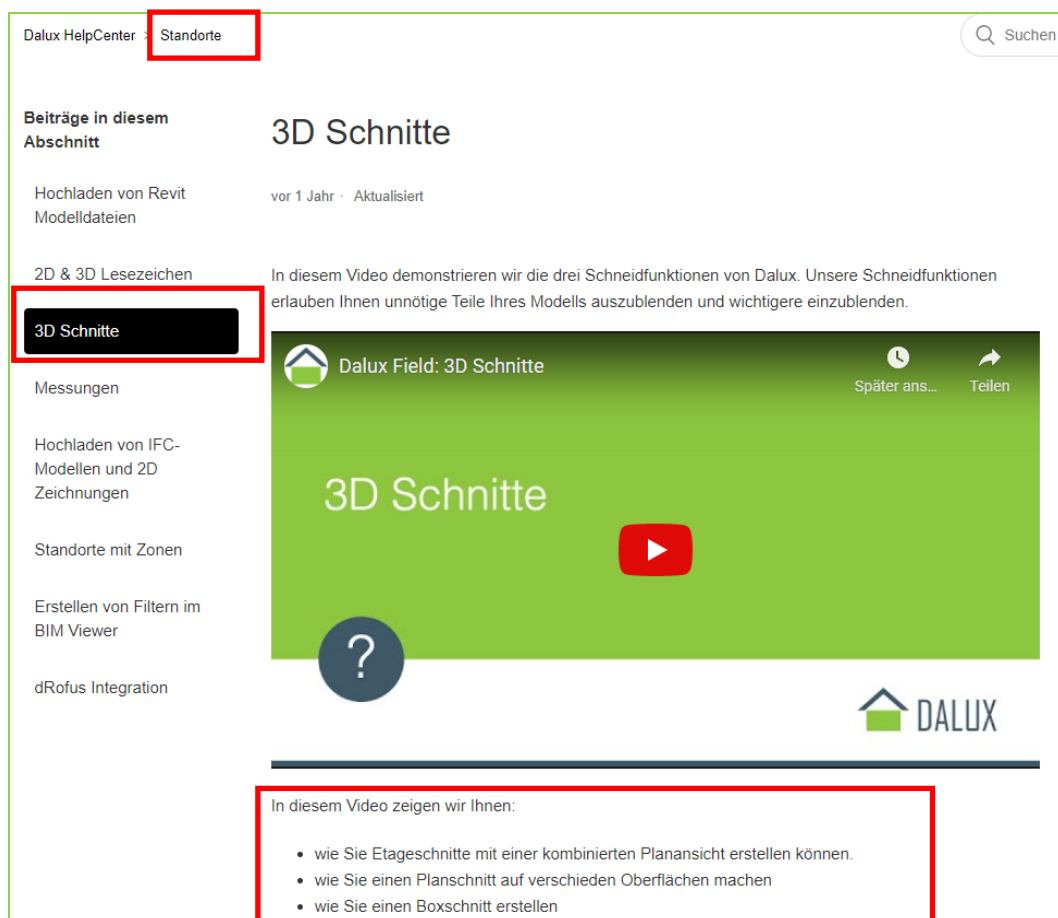 Dalux HelpCenter > Standorte
Suchen
Beiträge in diesem
Abschnitt
Hochladen von Revit
Modelldateien
2D & 3D Lesezeichen
3D Schnitte
Messungen
Hochladen von IFC-
Modellen und 2D
Zeichnungen
Standorte mit Zonen
Erstellen von Filtern im
BIM Viewer
dRofus Integration
3D Schnitte
vor 1 Jahr · Aktualisiert
In diesem Video demonstrieren wir die drei Schneidfunktionen von Dalux. Unsere Schneidfunktionen
erlauben Ihnen unnötige Teile Ihres Modells auszublenden und wichtigere einzublenden.
Dalux Field: 3D Schnitte
Später ans...
Teilen
3D Schnitte
?
DALUX
In diesem Video zeigen wir Ihnen:
• wie Sie Etageschnitte mit einer kombinierten Planansicht erstellen können.
• wie Sie einen Planschnitt auf verschieden Oberflächen machen
• wie Sie einen Boxschnitt erstellen